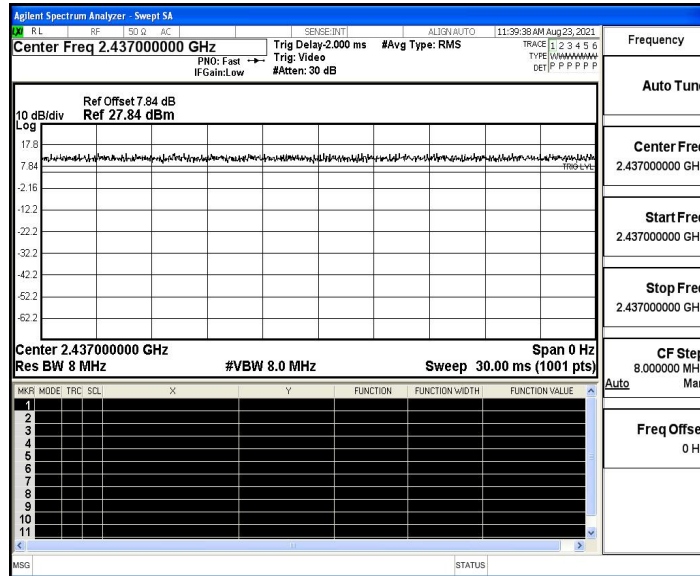 Agilent Spectrum Analyzer - Swept SA
RL RF 50 Ω AC SENSE:INT ALIGN AUTO 11:39:38 AM Aug 23, 2021
Center Freq 2.437000000 GHz
PNO: Fast
IFGain:Low
Trig Delay-2.000 ms
Trig: Video
#Atten: 30 dB
#Avg Type: RMS
TRACE 1 2 3 4 5 6
TYPE WWWWWW
DET P P P P P P
Ref Offset 7.84 dB
10 dB/div Ref 27.84 dBm
Log
17.8
7.84
TRIG LVL
-2.16
-12.2
-22.2
-32.2
-42.2
-52.2
-62.2
Center 2.437000000 GHz Span 0 Hz
Res BW 8 MHz #VBW 8.0 MHz Sweep 30.00 ms (1001 pts)
MKR MODE TRC SCL X Y FUNCTION FUNCTION WIDTH FUNCTION VALUE
1
2
3
4
5
6
7
8
9
10
11
MSG STATUS
Frequency
Auto Tune
Center Freq
2.437000000 GH
Start Freq
2.437000000 GH
Stop Freq
2.437000000 GH
CF Step
8.000000 MH
Auto Ma
Freq Offse
0 H